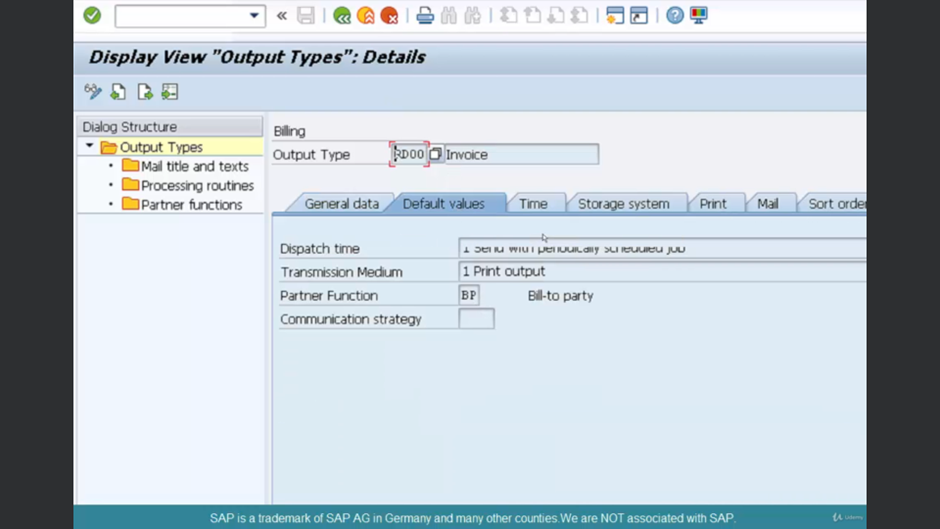 Display View "Output Types": Details
Dialog Structure
Output Types
Mail title and texts
Processing routines
Partner functions
Billing
Output Type RD00 Invoice
General data Default values Time Storage system Print Mail Sort order
Dispatch time 1 Send with periodically scheduled job
Transmission Medium 1 Print output
Partner Function BP Bill-to party
Communication strategy
SAP is a trademark of SAP AG in Germany and many other counties.We are NOT associated with SAP.
Udemy